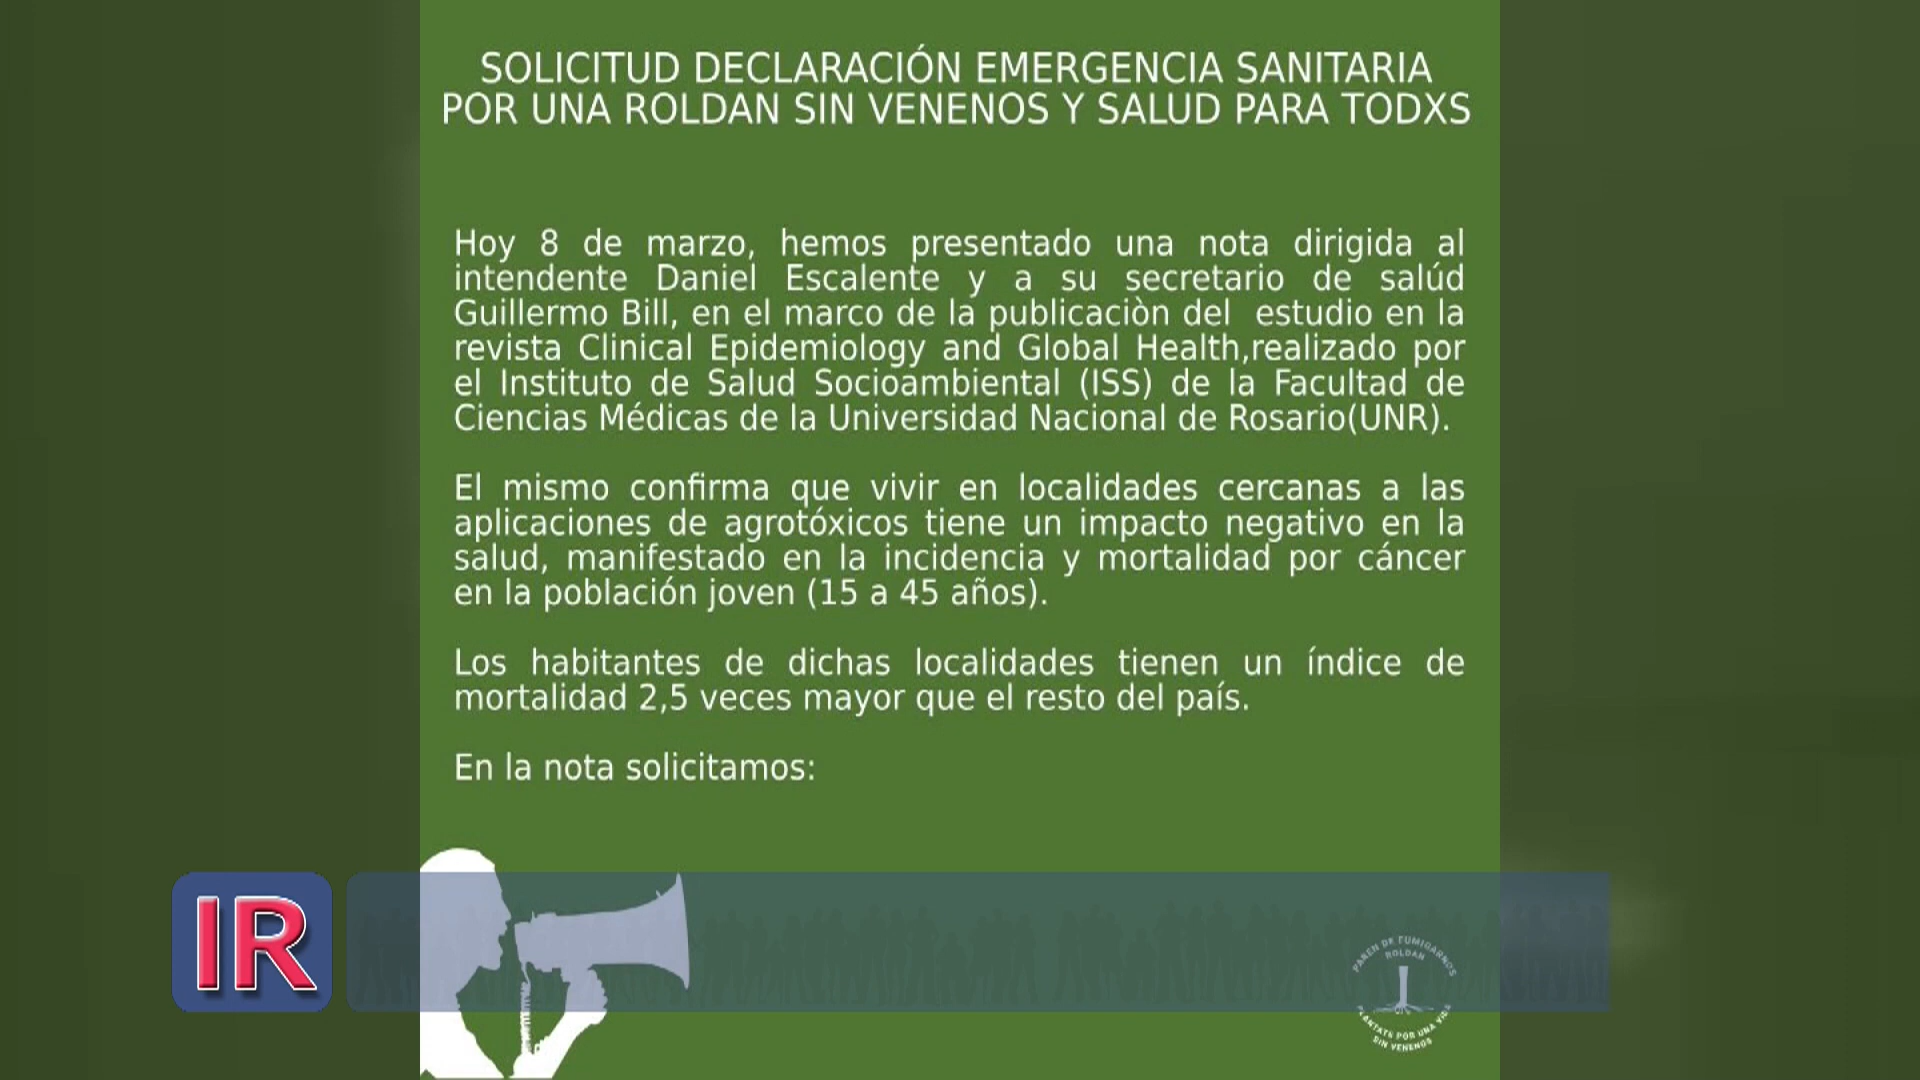 SOLICITUD DECLARACIÓN EMERGENCIA SANITARIA
POR UNA ROLDAN SIN VENENOS Y SALUD PARA TODXS
Hoy 8 de marzo, hemos presentado una nota dirigida al
intendente Daniel Escalente y a su secretario de salúd
Guillermo Bill, en el marco de la publicaciòn del estudio en la
revista Clinical Epidemiology and Global Health,realizado por
el Instituto de Salud Socioambiental (ISS) de la Facultad de
Ciencias Médicas de la Universidad Nacional de Rosario(UNR).
El mismo confirma que vivir en localidades cercanas a las
aplicaciones de agrotóxicos tiene un impacto negativo en la
salud, manifestado en la incidencia y mortalidad por cáncer
en la población joven (15 a 45 años).
Los habitantes de dichas localidades tienen un índice de
mortalidad 2,5 veces mayor que el resto del país.
En la nota solicitamos:
IR
PAREN DE FUMIGARNOS
ROLDAN
PLANTATE POR UNA VIDA
SIN VENENOS